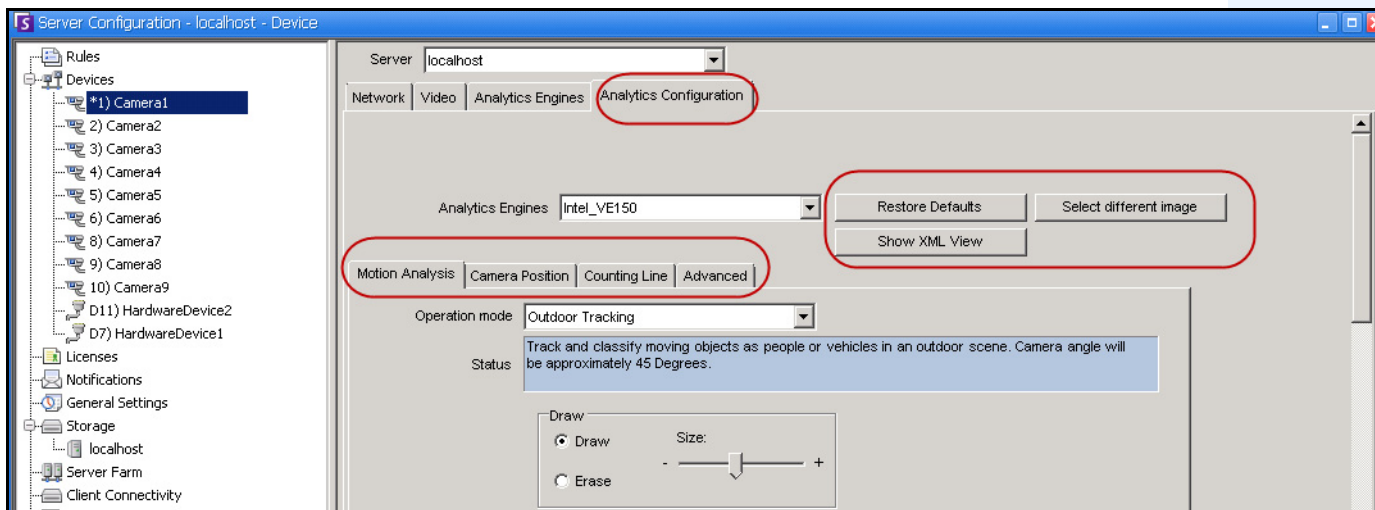 Server Configuration - localhost - Device
Rules
Devices
*1) Camera1
2) Camera2
3) Camera3
4) Camera4
5) Camera5
6) Camera6
8) Camera7
9) Camera8
10) Camera9
D11) HardwareDevice2
D7) HardwareDevice1
Licenses
Notifications
General Settings
Storage
localhost
Server Farm
Client Connectivity
Server localhost
Network Video Analytics Engines Analytics Configuration
Analytics Engines Intel_VE150 Restore Defaults Select different image
Show XML View
Motion Analysis Camera Position Counting Line Advanced
Operation mode Outdoor Tracking
Status Track and classify moving objects as people or vehicles in an outdoor scene. Camera angle will
be approximately 45 Degrees.
Draw
Draw Size:
- +
Erase